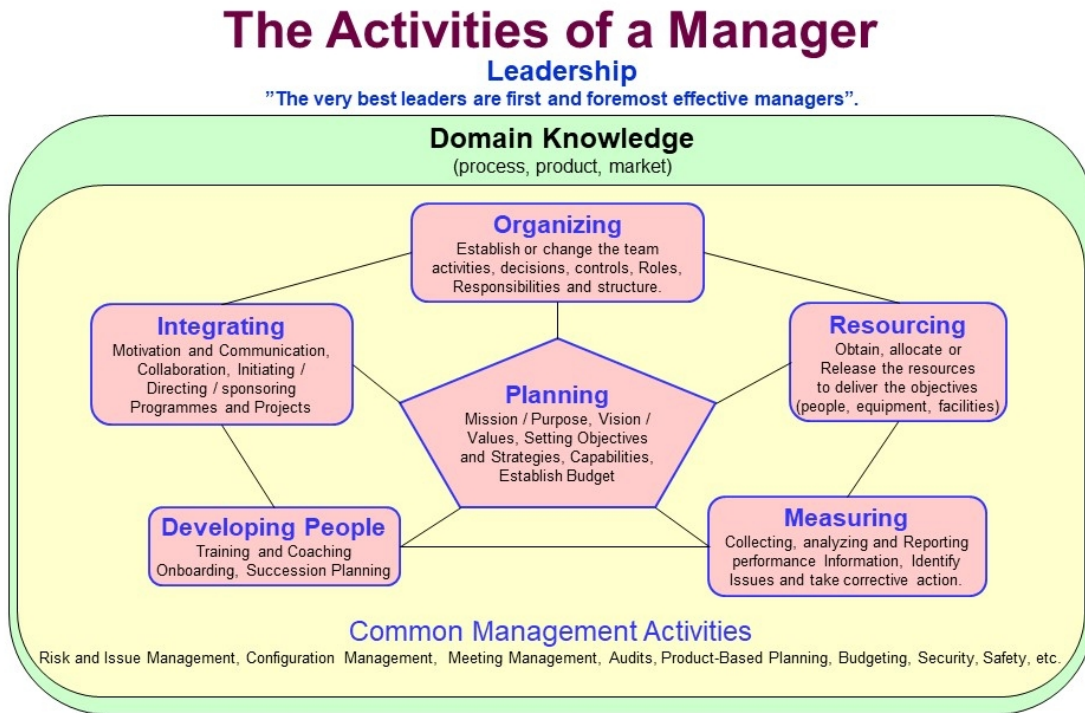 The Activities of a Manager
Leadership
”The very best leaders are first and foremost effective managers”.
Domain Knowledge
(process, product, market)
Organizing
Establish or change the team
activities, decisions, controls, Roles,
Responsibilities and structure.
Integrating
Motivation and Communication,
Collaboration, Initiating /
Directing / sponsoring
Programmes and Projects
Resourcing
Obtain, allocate or
Release the resources
to deliver the objectives
(people, equipment, facilities)
Planning
Mission / Purpose, Vision /
Values, Setting Objectives
and Strategies, Capabilities,
Establish Budget
Developing People
Training and Coaching
Onboarding, Succession Planning
Measuring
Collecting, analyzing and Reporting
performance Information, Identify
Issues and take corrective action.
Common Management Activities
Risk and Issue Management, Configuration Management, Meeting Management, Audits, Product-Based Planning, Budgeting, Security, Safety, etc.